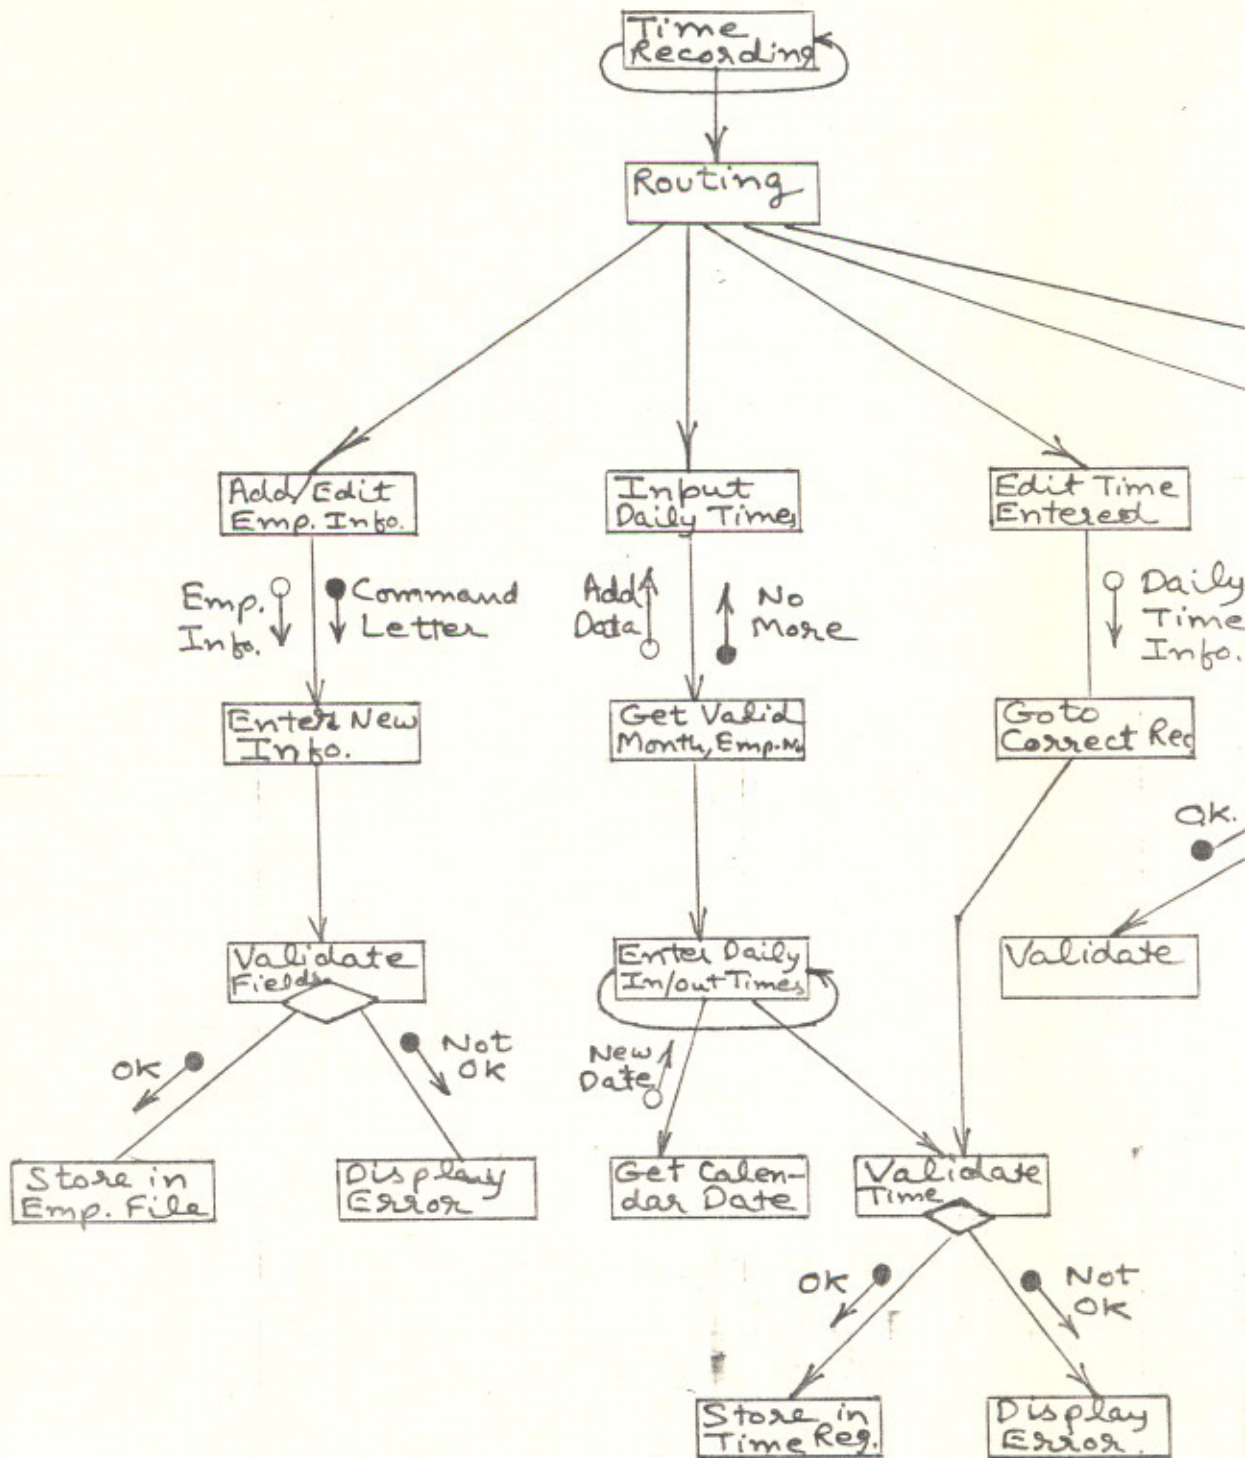 Time
Recording
Routing
Add/Edit
Emp. Info.
Input
Daily Times
Edit Time
Entered
Emp.
Info.
Command
Letter
Add
Data
No
More
Daily
Time
Info.
Enter New
Info.
Get Valid
Month, Emp. No
Goto
Correct Rec
OK.
Validate
Fields
Enter Daily
In/out Times
Validate
OK
Not
OK
New
Date
Store in
Emp. File
Display
Error
Get Calen-
dar Date
Validate
Time
OK
Not
OK
Store in
Time Reg.
Display
Error.